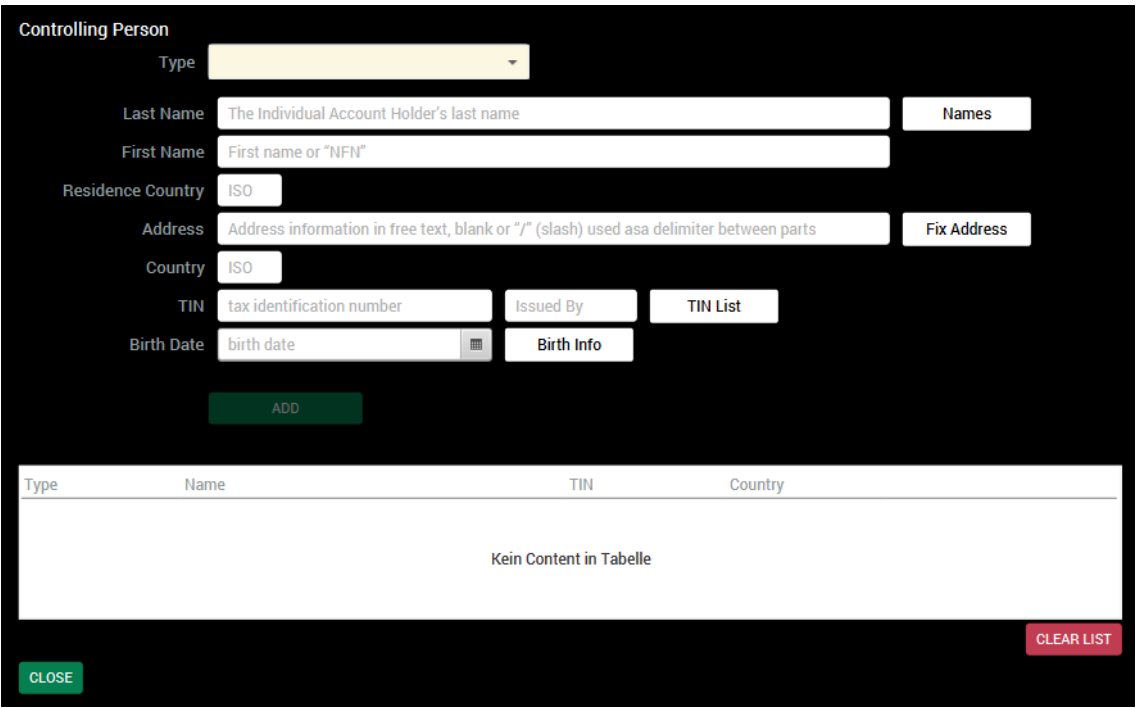 Controlling Person
Type
Last Name The Individual Account Holder's last name Names
First Name First name or “NFN”
Residence Country ISO
Address Address information in free text, blank or “/” (slash) used asa delimiter between parts Fix Address
Country ISO
TIN tax identification number Issued By TIN List
Birth Date birth date Birth Info
ADD
Type Name TIN Country
Kein Content in Tabelle
CLEAR LIST
CLOSE